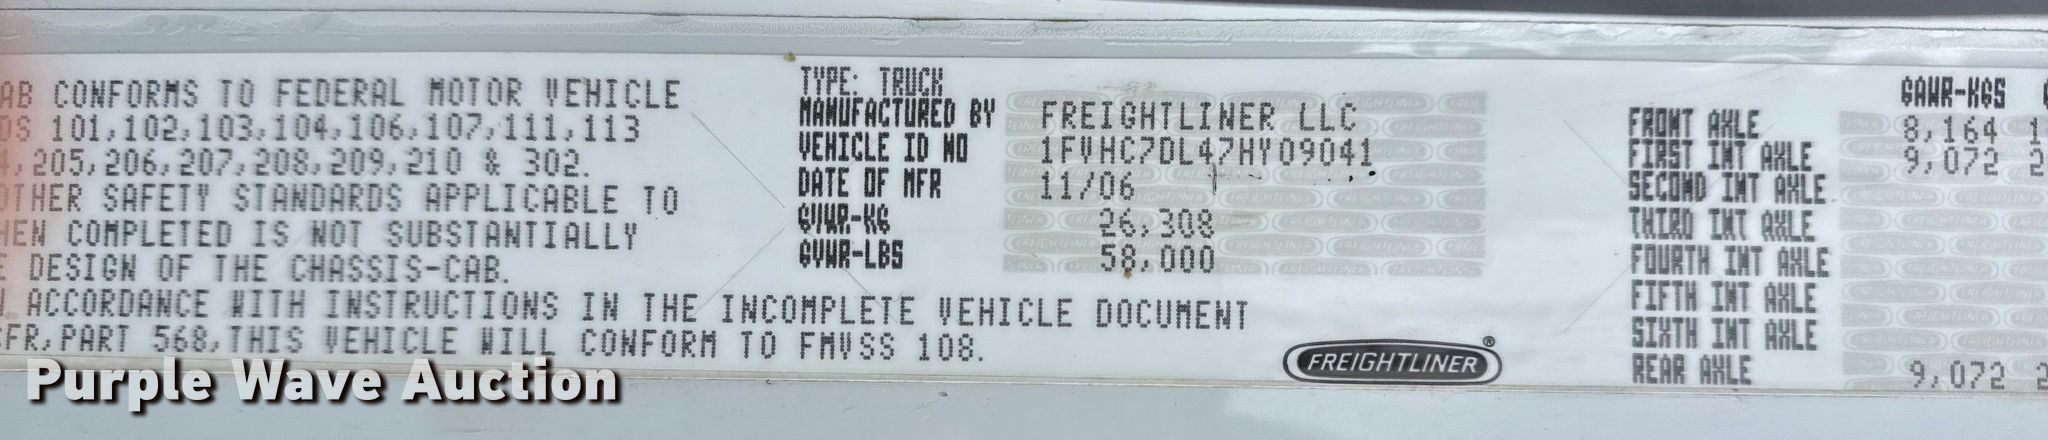 AB CONFORMS TO FEDERAL MOTOR VEHICLE
DS 101,102,103,104,106,107,111,113
4,205,206,207,208,209,210 & 302.
OTHER SAFETY STANDARDS APPLICABLE TO
HEN COMPLETED IS NOT SUBSTANTIALLY
E DESIGN OF THE CHASSIS-CAB.
N ACCORDANCE WITH INSTRUCTIONS IN THE INCOMPLETE VEHICLE DOCUMENT
CFR,PART 568,THIS VEHICLE WILL CONFORM TO FMVSS 108.
TYPE: TRUCK
MANUFACTURED BY FREIGHTLINER LLC
VEHICLE ID NO 1FVHC7DL47HY09041
DATE OF MFR 11/06
GVWR-KG 26,308
GVWR-LBS 58,000
FREIGHTLINER®
GAWR-KGS
FRONT AXLE 8,164 1
FIRST INT AXLE 9,072 2
SECOND INT AXLE
THIRD INT AXLE
FOURTH INT AXLE
FIFTH INT AXLE
SIXTH INT AXLE
REAR AXLE 9,072 2
Purple Wave Auction